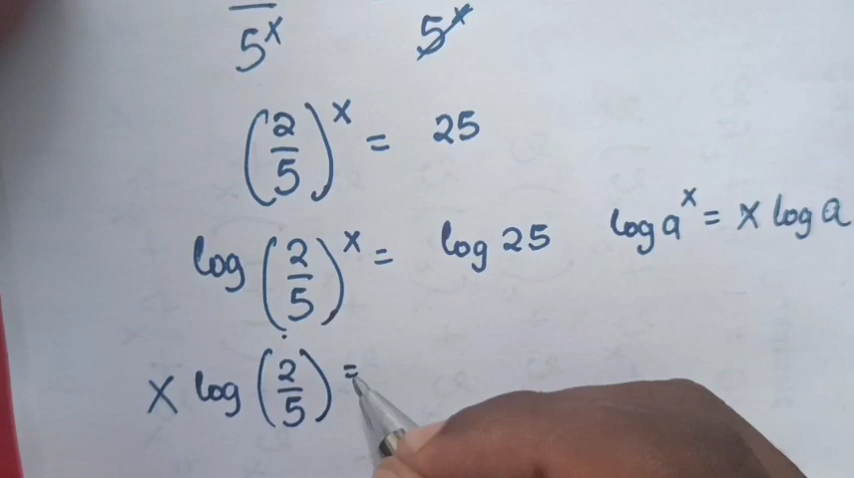 5^x 5^x
(2/5)^x = 25
log (2/5)^x = log 25 log a^x = x log a
x log (2/5) =